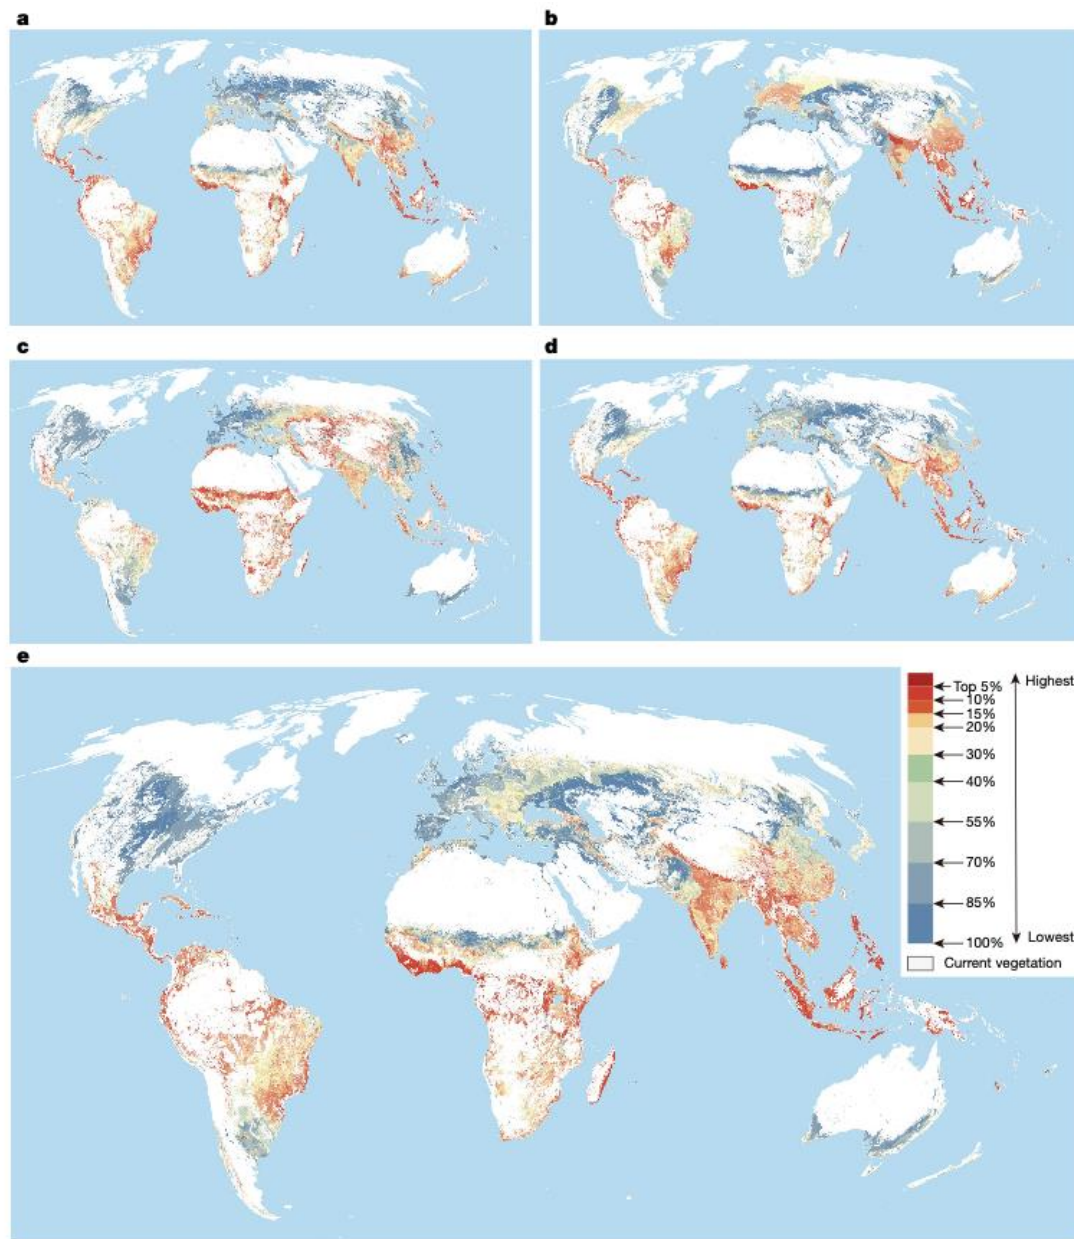 a
b
c
d
e
Highest
Top 5%
10%
15%
20%
30%
40%
55%
70%
85%
100%
Lowest
Current vegetation